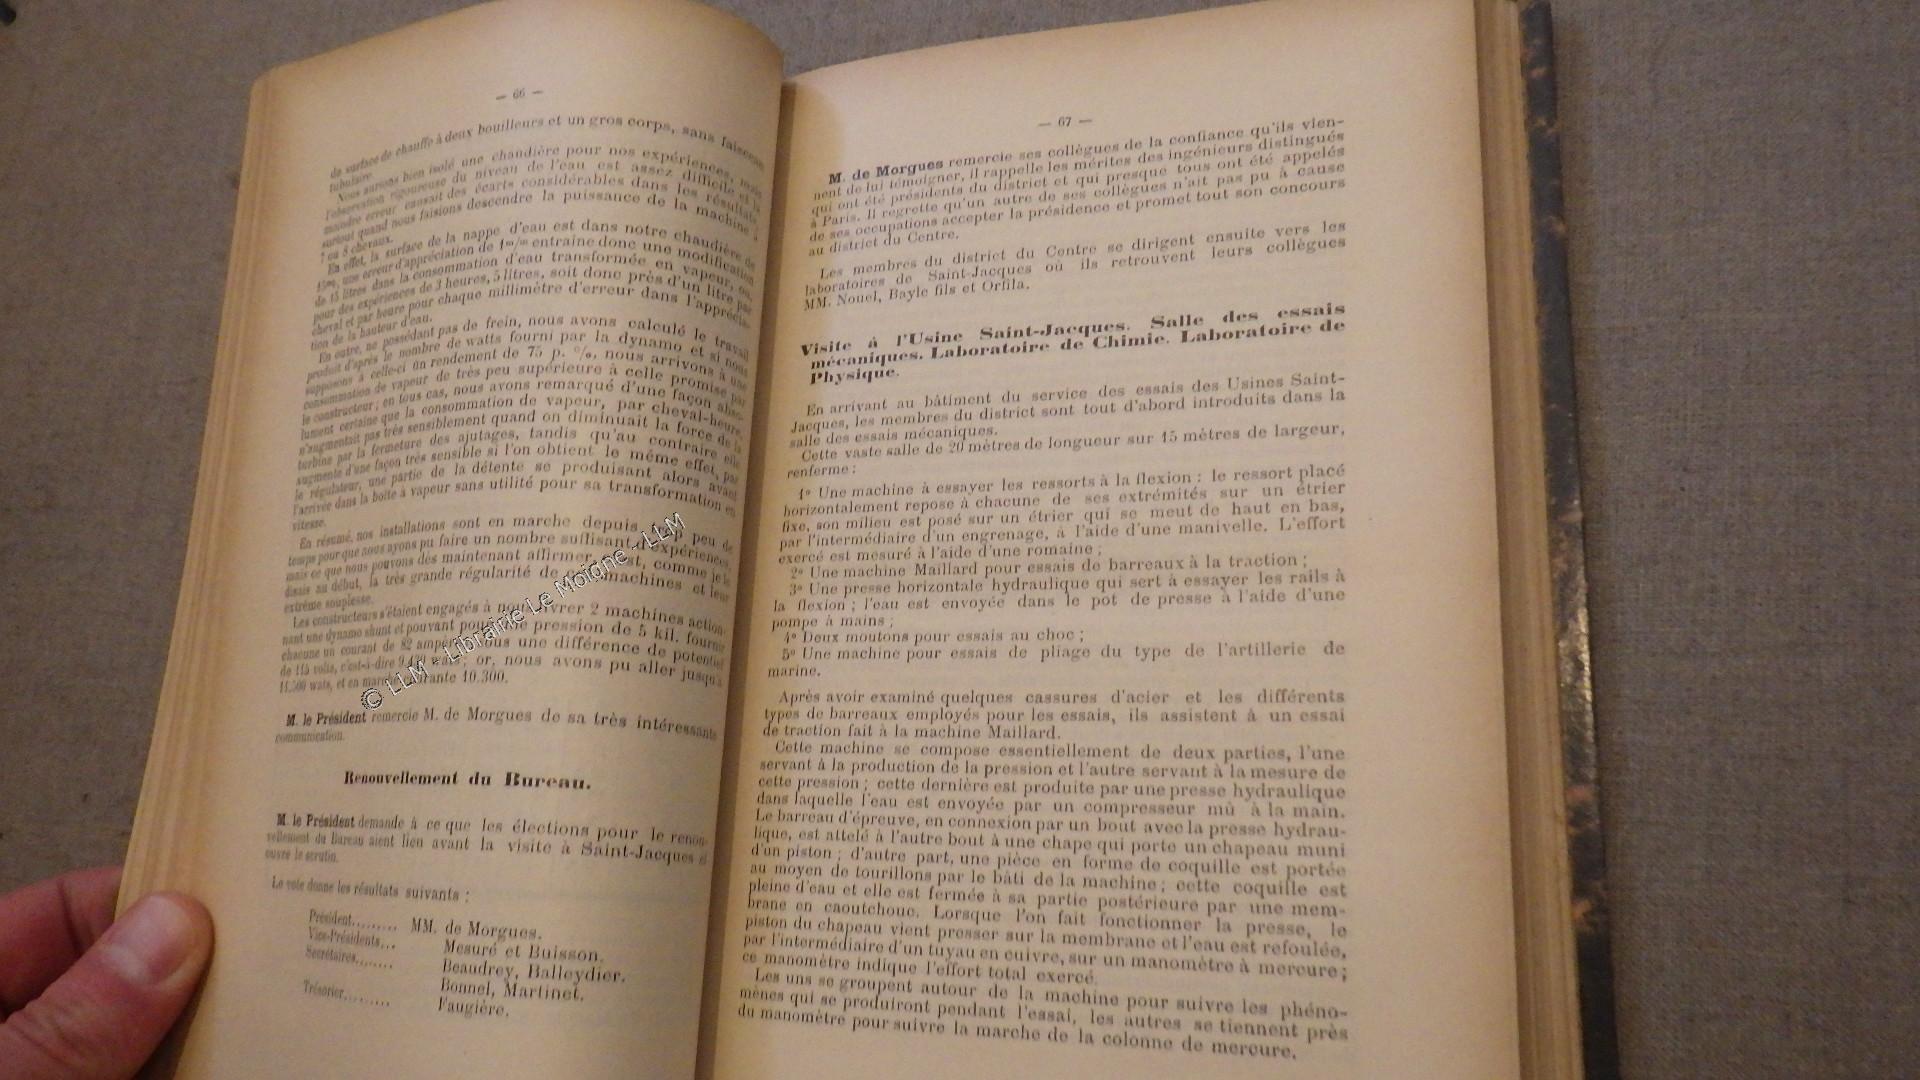 — 66 —
de surface de chauffe à deux bouilleurs et un gros corps, sans faisceau
tubulaire.
Nous aurions bien isolé une chaudière pour nos expériences, mais
l'observation rigoureuse du niveau de l'eau est assez difficile et la
moindre erreur causait des écarts considérables dans les résultats
surtout quand nous faisions descendre la puissance de la machine à
7 ou 8 chevaux.
En effet, la surface de la nappe d'eau est dans notre chaudière de
15mq, une erreur d'appréciation de 1m/m entraîne donc une modification
de 15 litres dans la consommation d'eau transformée en vapeur, ou,
pour des expériences de 3 heures, 5 litres, soit donc près d'un litre par
cheval et par heure pour chaque millimètre d'erreur dans l'apprécia-
tion de la hauteur d'eau.
En outre, ne possédant pas de frein, nous avons calculé le travail
produit d'après le nombre de watts fourni par la dynamo et si nous
supposons à celle-ci un rendement de 75 p. %, nous arrivons à une
consommation de vapeur de très peu supérieure à celle promise par
le constructeur; en tous cas, nous avons remarqué d'une façon abso-
lument certaine que la consommation de vapeur, par cheval-heure,
n'augmentait pas très sensiblement quand on diminuait la force de la
turbine par la fermeture des ajutages, tandis qu'au contraire elle
augmente d'une façon très sensible si l'on obtient le même effet, par
le régulateur, une partie de la détente se produisant alors avant
l'arrivée dans la boîte à vapeur sans utilité pour sa transformation en
vitesse.
En résumé, nos installations sont en marche depuis trop peu de
temps pour que nous ayons pu faire un nombre suffisant d'expériences,
mais ce que nous pouvons dès maintenant affirmer, c'est, comme je le
disais au début, la très grande régularité de ces machines et leur
extrême souplesse.
Les constructeurs s'étaient engagés à nous livrer 2 machines action-
nant une dynamo shunt et pouvant pour une pression de 5 kil. fournir
chacune un courant de 82 ampères sous une différence de potentiel
de 115 volts, c'est-à-dire 9.430 wats; or, nous avons pu aller jusqu'à
11.500 wats, et en marche courante 10.300.
M. le Président remercie M. de Morgues de sa très intéressante
communication.
Renouvellement du Bureau.
M. le Président demande à ce que les élections pour le renou-
vellement du Bureau aient lieu avant la visite à Saint-Jacques et
ouvre le scrutin.
Le vote donne les résultats suivants :
Président......... MM. de Morgues.
Vice-Présidents... Mesuré et Buisson.
Secrétaires........ Beaudrey, Balleydier.
Bonnel, Martinet.
Trésorier.......... Faugière.
© LLM - Librairie Le Moigne - LLM
— 67 —
M. de Morgues remercie ses collègues de la confiance qu'ils vien-
nent de lui témoigner, il rappelle les mérites des ingénieurs distingués
qui ont été présidents du district et qui presque tous ont été appelés
à Paris. Il regrette qu'un autre de ses collègues n'ait pas pu à cause
de ses occupations accepter la présidence et promet tout son concours
au district du Centre.
Les membres du district du Centre se dirigent ensuite vers les
laboratoires de Saint-Jacques où ils retrouvent leurs collègues
MM. Nouel, Bayle fils et Orfila.
Visite à l'Usine Saint-Jacques. Salle des essais
mécaniques. Laboratoire de Chimie. Laboratoire de
Physique.
En arrivant au bâtiment du service des essais des Usines Saint-
Jacques, les membres du district sont tout d'abord introduits dans la
salle des essais mécaniques.
Cette vaste salle de 20 mètres de longueur sur 15 mètres de largeur,
renferme :
1º Une machine à essayer les ressorts à la flexion : le ressort placé
horizontalement repose à chacune de ses extrémités sur un étrier
fixe, son milieu est posé sur un étrier qui se meut de haut en bas,
par l'intermédiaire d'un engrenage, à l'aide d'une manivelle. L'effort
exercé est mesuré à l'aide d'une romaine ;
2º Une machine Maillard pour essais de barreaux à la traction ;
3º Une presse horizontale hydraulique qui sert à essayer les rails à
la flexion ; l'eau est envoyée dans le pot de presse à l'aide d'une
pompe à mains ;
4º Deux moutons pour essais au choc ;
5º Une machine pour essais de pliage du type de l'artillerie de
marine.
Après avoir examiné quelques cassures d'acier et les différents
types de barreaux employés pour les essais, ils assistent à un essai
de traction fait à la machine Maillard.
Cette machine se compose essentiellement de deux parties, l'une
servant à la production de la pression et l'autre servant à la mesure de
cette pression ; cette dernière est produite par une presse hydraulique
dans laquelle l'eau est envoyée par un compresseur mû à la main.
Le barreau d'épreuve, en connexion par un bout avec la presse hydrau-
lique, est attelé à l'autre bout à une chape qui porte un chapeau muni
d'un piston ; d'autre part, une pièce en forme de coquille est portée
au moyen de tourillons par le bâti de la machine ; cette coquille est
pleine d'eau et elle est fermée à sa partie postérieure par une mem-
brane en caoutchouc. Lorsque l'on fait fonctionner la presse, le
piston du chapeau vient presser sur la membrane et l'eau est refoulée,
par l'intermédiaire d'un tuyau en cuivre, sur un manomètre à mercure ;
ce manomètre indique l'effort total exercé.
Les uns se groupent autour de la machine pour suivre les phéno-
mènes qui se produiront pendant l'essai, les autres se tiennent près
du manomètre pour suivre la marche de la colonne de mercure.